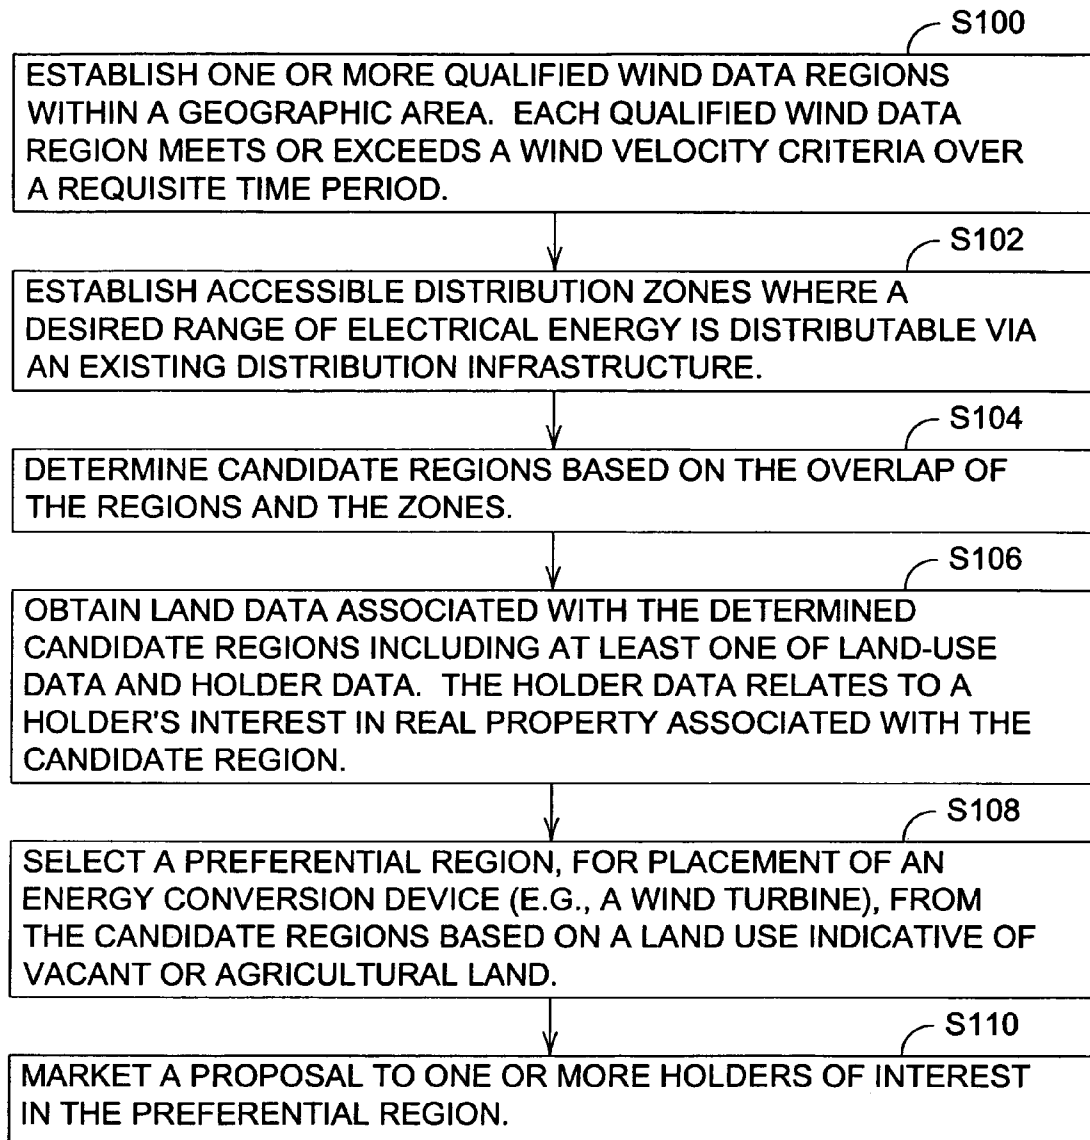 S100
ESTABLISH ONE OR MORE QUALIFIED WIND DATA REGIONS
WITHIN A GEOGRAPHIC AREA. EACH QUALIFIED WIND DATA
REGION MEETS OR EXCEEDS A WIND VELOCITY CRITERIA OVER
A REQUISITE TIME PERIOD.
S102
ESTABLISH ACCESSIBLE DISTRIBUTION ZONES WHERE A
DESIRED RANGE OF ELECTRICAL ENERGY IS DISTRIBUTABLE VIA
AN EXISTING DISTRIBUTION INFRASTRUCTURE.
S104
DETERMINE CANDIDATE REGIONS BASED ON THE OVERLAP OF
THE REGIONS AND THE ZONES.
S106
OBTAIN LAND DATA ASSOCIATED WITH THE DETERMINED
CANDIDATE REGIONS INCLUDING AT LEAST ONE OF LAND-USE
DATA AND HOLDER DATA. THE HOLDER DATA RELATES TO A
HOLDER'S INTEREST IN REAL PROPERTY ASSOCIATED WITH THE
CANDIDATE REGION.
S108
SELECT A PREFERENTIAL REGION, FOR PLACEMENT OF AN
ENERGY CONVERSION DEVICE (E.G., A WIND TURBINE), FROM
THE CANDIDATE REGIONS BASED ON A LAND USE INDICATIVE OF
VACANT OR AGRICULTURAL LAND.
S110
MARKET A PROPOSAL TO ONE OR MORE HOLDERS OF INTEREST
IN THE PREFERENTIAL REGION.